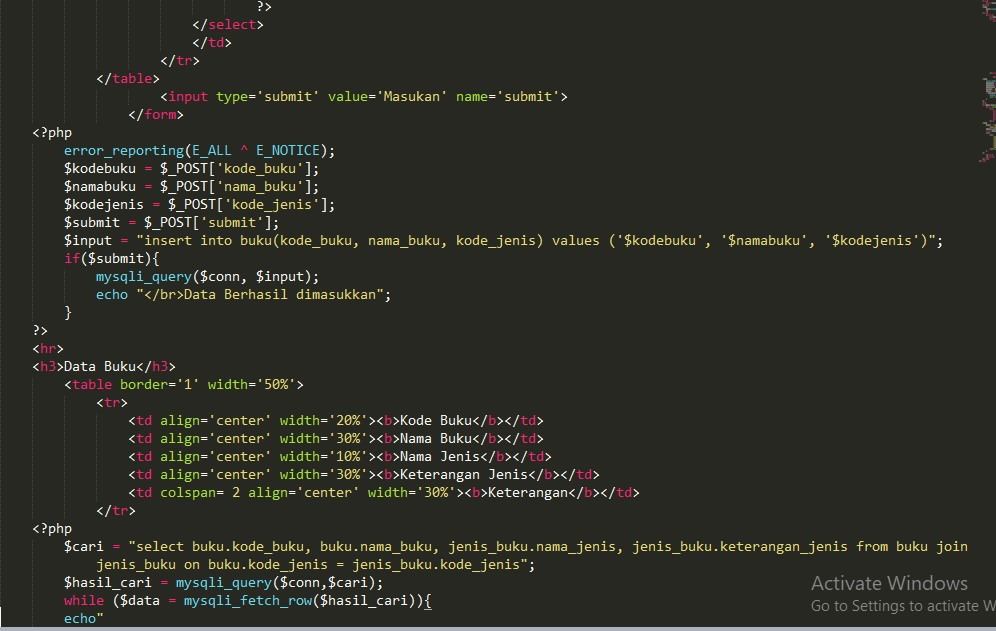 ?>
</select>
</td>
</tr>
</table>
<input type='submit' value='Masukan' name='submit'>
</form>
<?php
error_reporting(E_ALL ^ E_NOTICE);
$kodebuku = $_POST['kode_buku'];
$namabuku = $_POST['nama_buku'];
$kodejenis = $_POST['kode_jenis'];
$submit = $_POST['submit'];
$input = "insert into buku(kode_buku, nama_buku, kode_jenis) values ('$kodebuku', '$namabuku', '$kodejenis')";
if($submit){
mysqli_query($conn, $input);
echo "</br>Data Berhasil dimasukkan";
}
?>
<hr>
<h3>Data Buku</h3>
<table border='1' width='50%'>
<tr>
<td align='center' width='20%'><b>Kode Buku</b></td>
<td align='center' width='30%'><b>Nama Buku</b></td>
<td align='center' width='10%'><b>Nama Jenis</b></td>
<td align='center' width='30%'><b>Keterangan Jenis</b></td>
<td colspan= 2 align='center' width='30%'><b>Keterangan</b></td>
</tr>
<?php
$cari = "select buku.kode_buku, buku.nama_buku, jenis_buku.nama_jenis, jenis_buku.keterangan_jenis from buku join
jenis_buku on buku.kode_jenis = jenis_buku.kode_jenis";
$hasil_cari = mysqli_query($conn,$cari);
while ($data = mysqli_fetch_row($hasil_cari)){
echo"
Activate Windows
Go to Settings to activate W